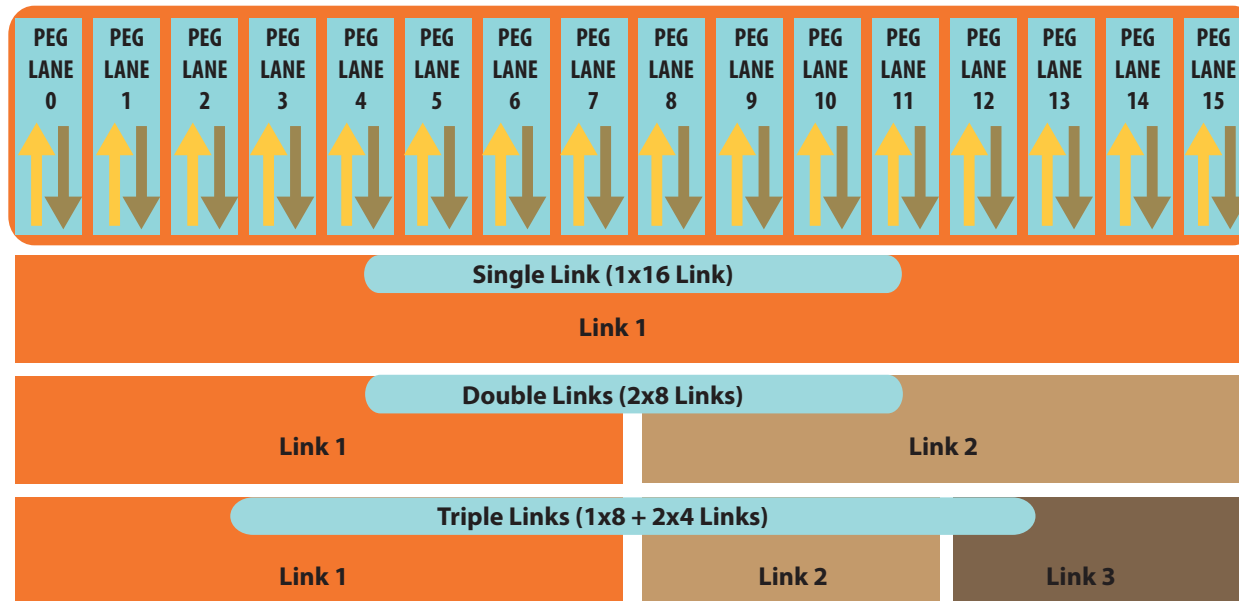 PEG PEG PEG PEG PEG PEG PEG PEG PEG PEG PEG PEG PEG PEG PEG PEG
LANE LANE LANE LANE LANE LANE LANE LANE LANE LANE LANE LANE LANE LANE LANE LANE
0 1 2 3 4 5 6 7 8 9 10 11 12 13 14 15
Single Link (1x16 Link)
Link 1
Double Links (2x8 Links)
Link 1 Link 2
Triple Links (1x8 + 2x4 Links)
Link 1 Link 2 Link 3